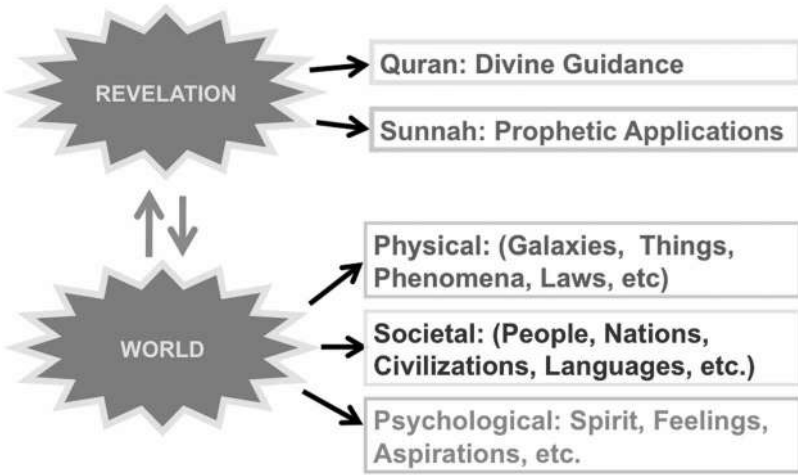 REVELATION
Quran: Divine Guidance
Sunnah: Prophetic Applications
WORLD
Physical: (Galaxies, Things,
Phenomena, Laws, etc)
Societal: (People, Nations,
Civilizations, Languages, etc.)
Psychological: Spirit, Feelings,
Aspirations, etc.